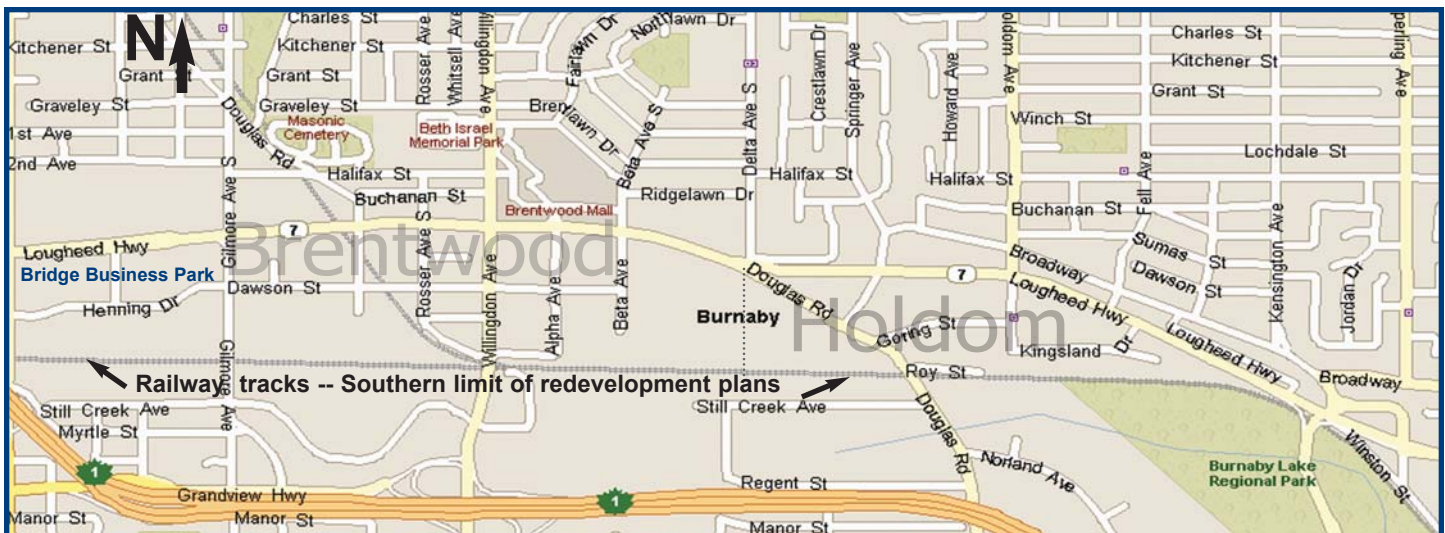 Charles St
North
lawn Dr
Charles St
N
Kitchener St
Kitchener St
Rosser Ave
Whitsell Ave
Willingdon Ave
Fairlawn Dr
Crestlawn Dr
Springer Ave
Howard Ave
Holdom Ave
Kitchener St
Sperling Ave
Grant St
Grant St
Grant St
Graveley St
Douglas Rd
Graveley St
Masonic
Cemetery
Brentlawn Dr
Winch St
1st Ave
Beth Israel
Memorial Park
Beta Ave S
Delta Ave S
2nd Ave
Lochdale St
Halifax St
Halifax St
Halifax St
Fell Ave
Gilmore Ave S
Buchanan St
Ridgelawn Dr
Brentwood Mall
Buchanan St
7
Rosser Ave S
Brentwood
Lougheed Hwy
Sumas St
Kensington Ave
Broadway
Bridge Business Park
Dawson St
Douglas Rd
7
Lougheed Hwy
Dawson St
Jordan Dr
Henning Dr
Willingdon Ave
Alpha Ave
Beta Ave
Burnaby
Holdom
Goring St
Kingsland Dr
Lougheed Hwy
Gilmore Ave
Railway tracks -- Southern limit of redevelopment plans
Roy St
Broadway
Still Creek Ave
Still Creek Ave
Myrtle St
Douglas Rd
Winston St
1
Norland Ave
Burnaby Lake
Regional Park
Grandview Hwy
1
Regent St
Manor St
Manor St
Manor St